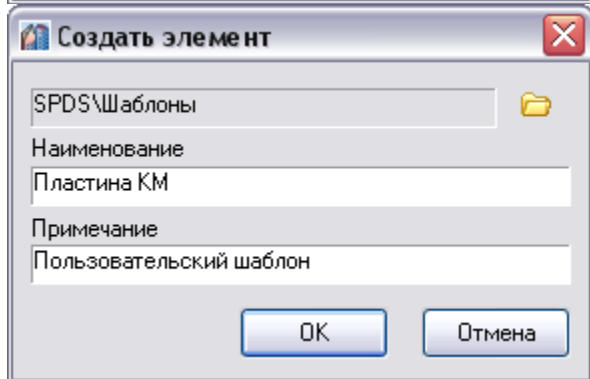 Создать элемент
SPDS\Шаблоны
Наименование
Пластина КМ
Примечание
Пользовательский шаблон
OK
Отмена